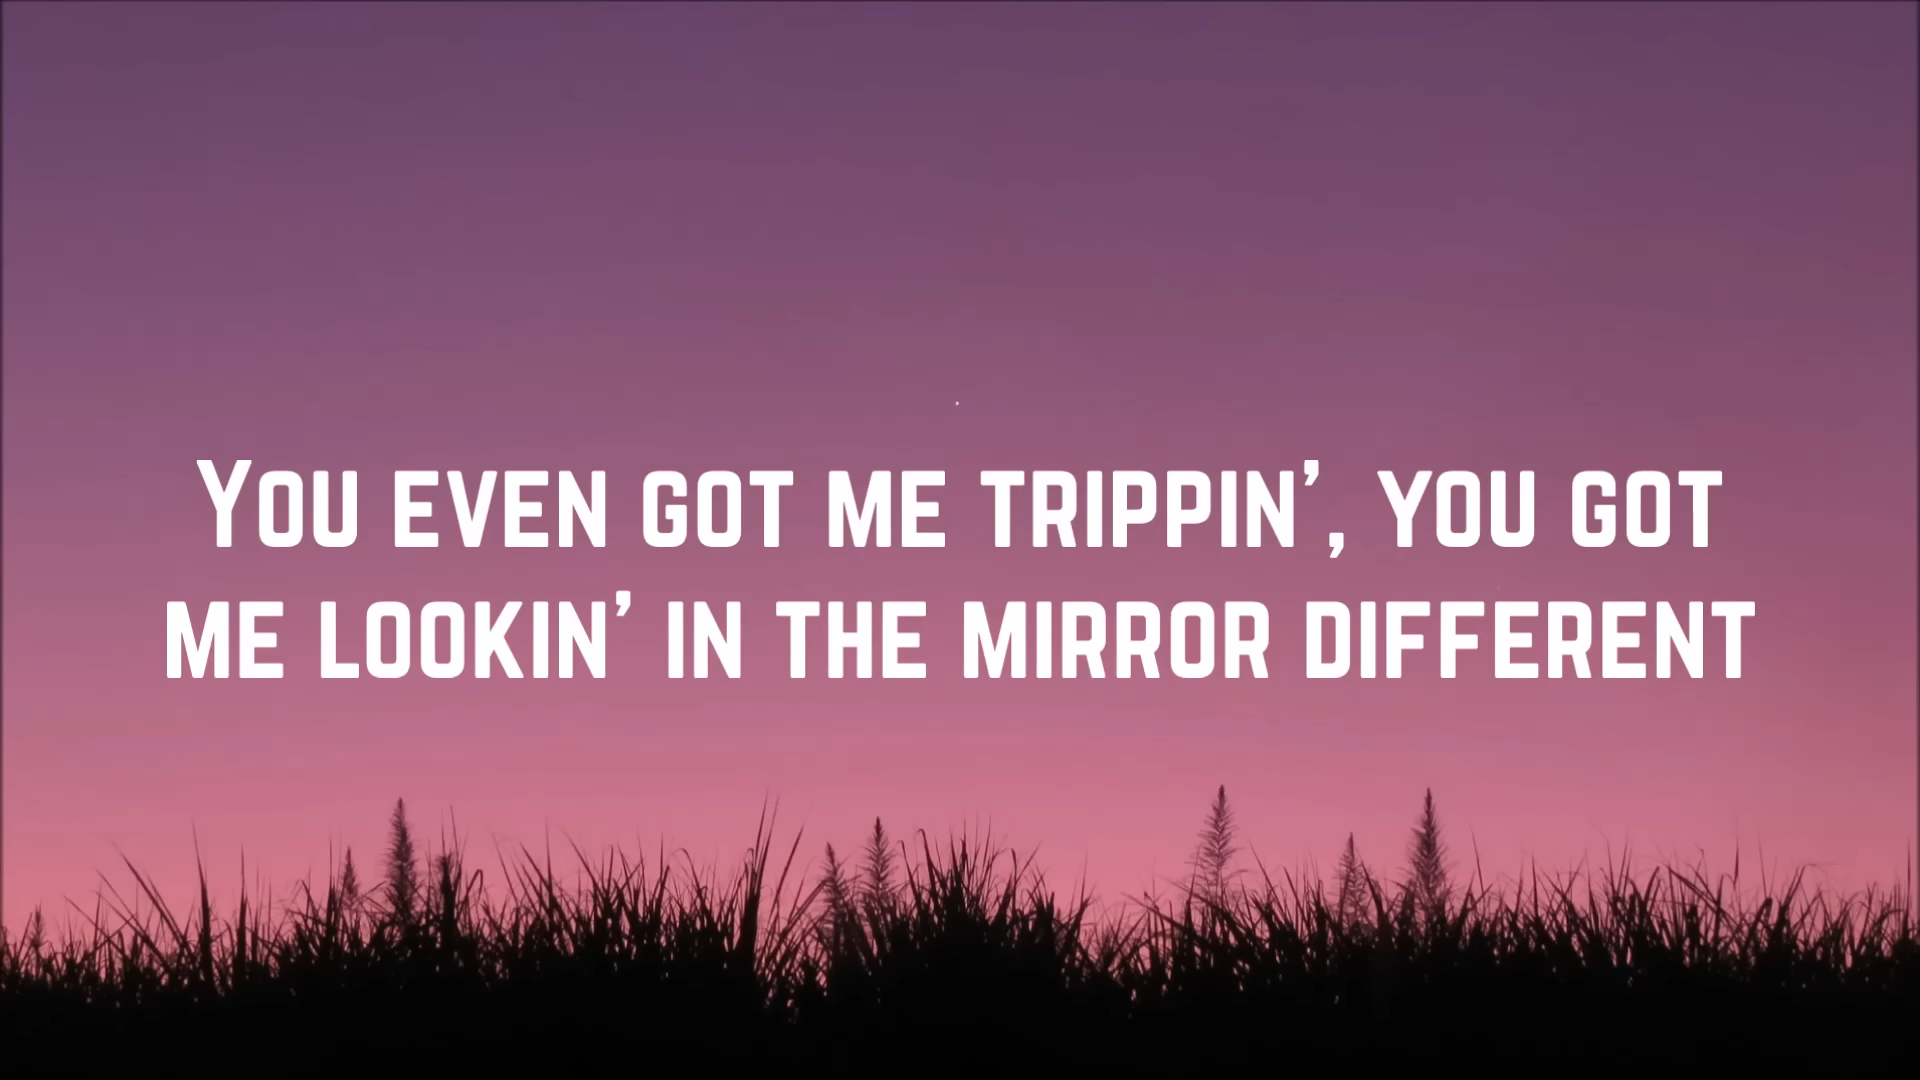 You even got me trippin’, you got
me lookin’ in the mirror different